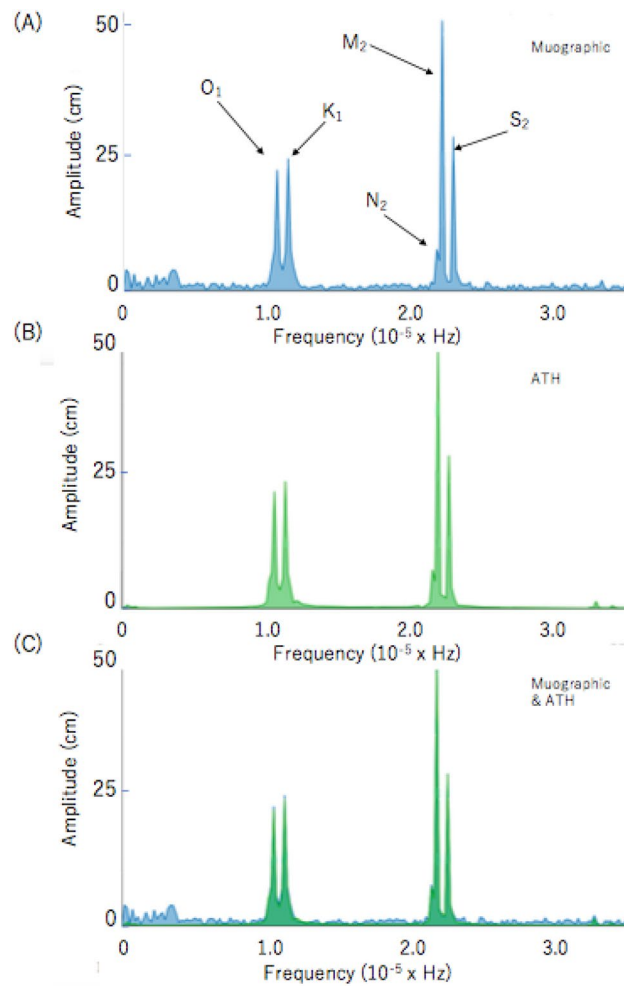 (A)
50
Muographic
M₂
O₁
K₁
S₂
25
N₂
Amplitude (cm)
0
0 1.0 2.0 3.0
Frequency (10⁻⁵ x Hz)
(B)
50
ATH
25
Amplitude (cm)
0
0 1.0 2.0 3.0
Frequency (10⁻⁵ x Hz)
(C)
50
Muographic
& ATH
25
Amplitude (cm)
0
0 1.0 2.0 3.0
Frequency (10⁻⁵ x Hz)